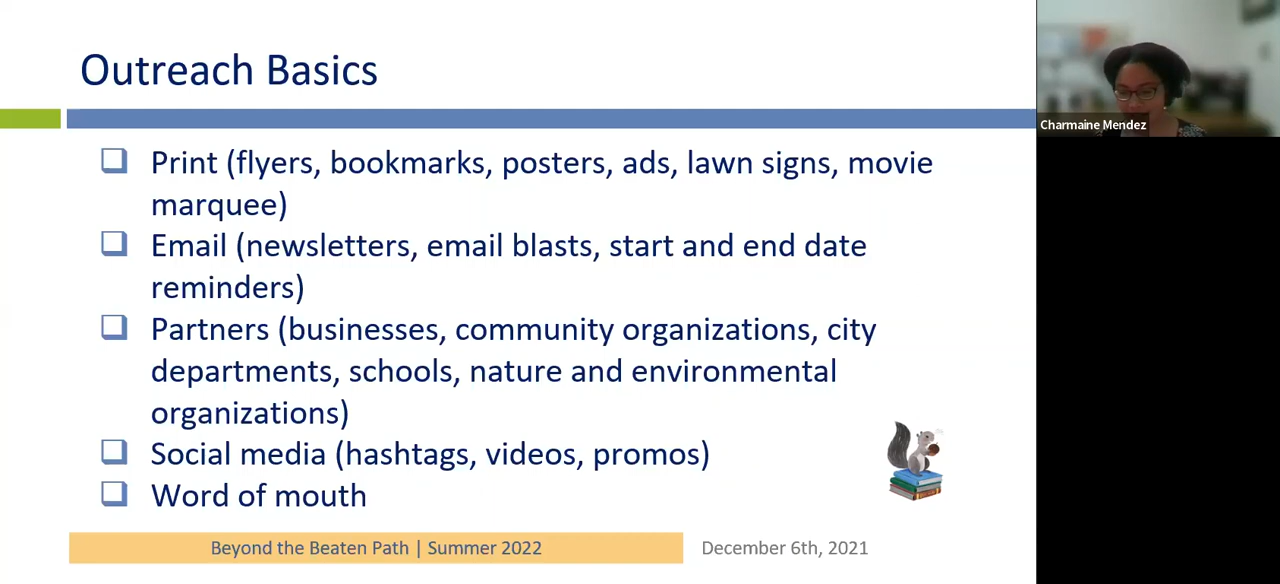 Outreach Basics
Charmaine Mendez
Print (flyers, bookmarks, posters, ads, lawn signs, movie
marquee)
Email (newsletters, email blasts, start and end date
reminders)
Partners (businesses, community organizations, city
departments, schools, nature and environmental
organizations)
Social media (hashtags, videos, promos)
Word of mouth
Beyond the Beaten Path | Summer 2022
December 6th, 2021